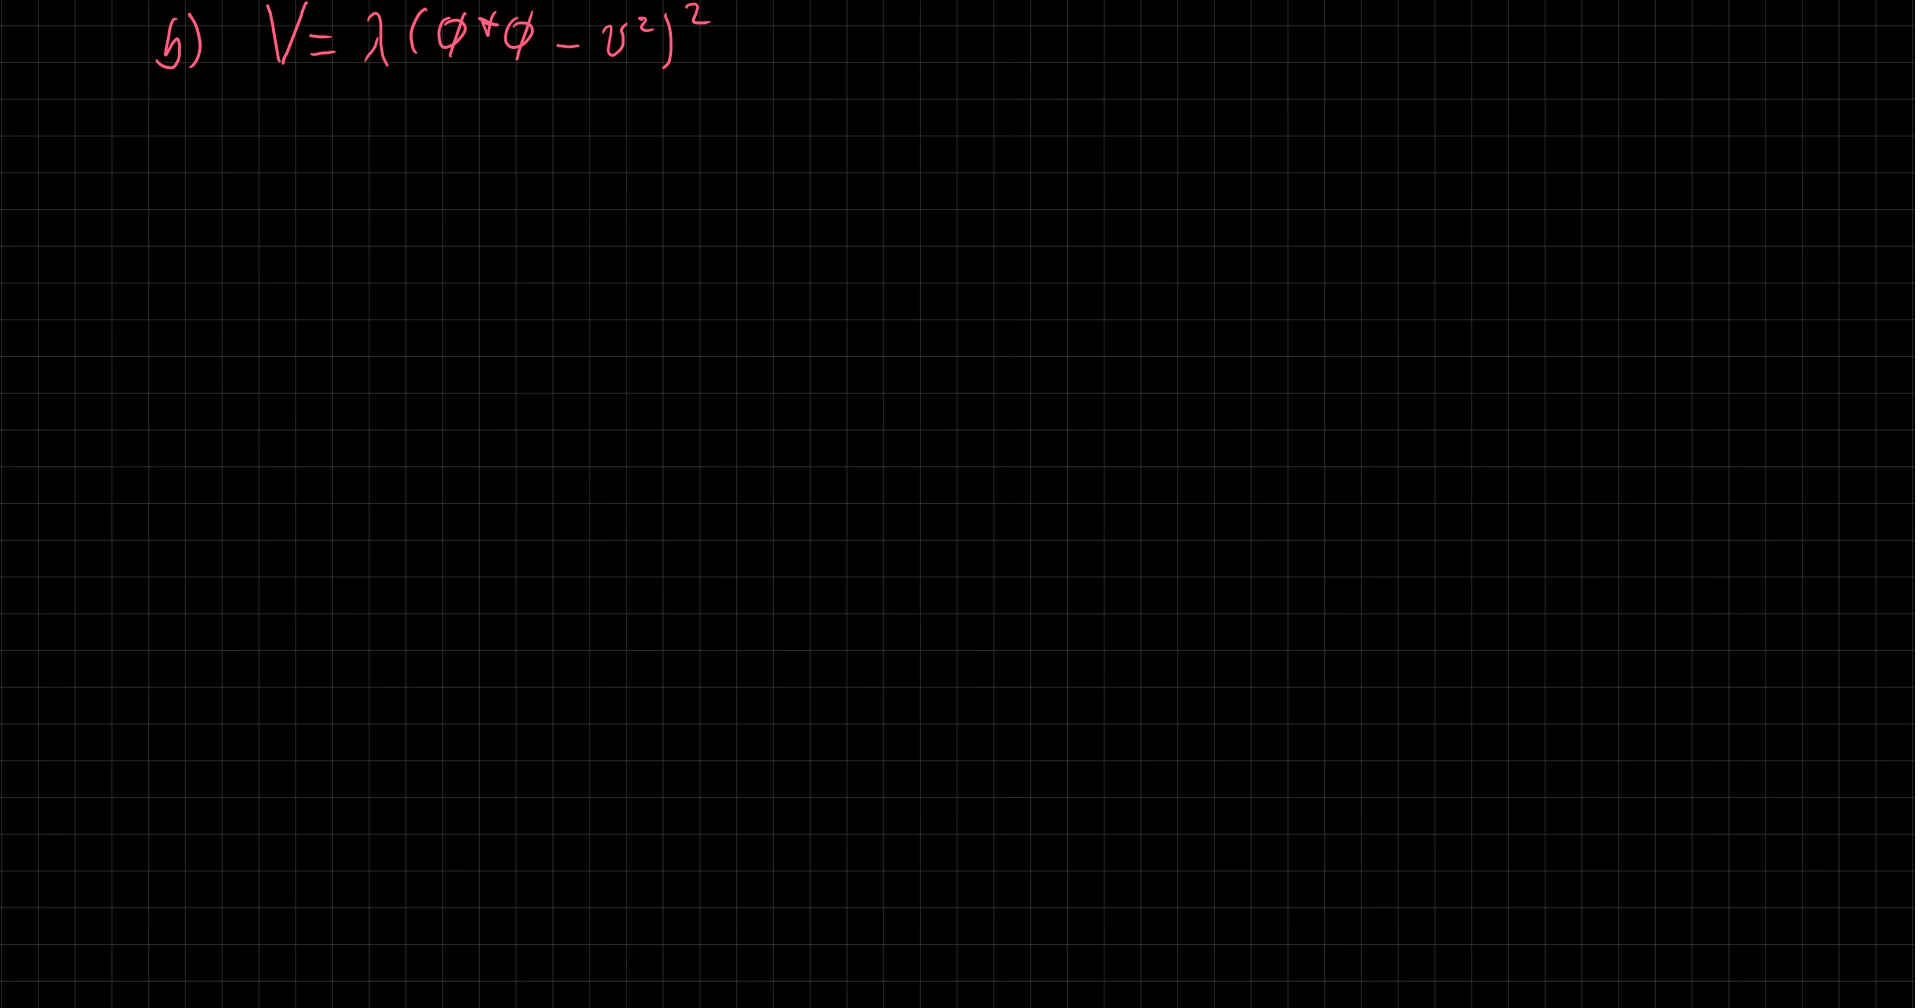 b) V = λ(φ*φ - v²)²